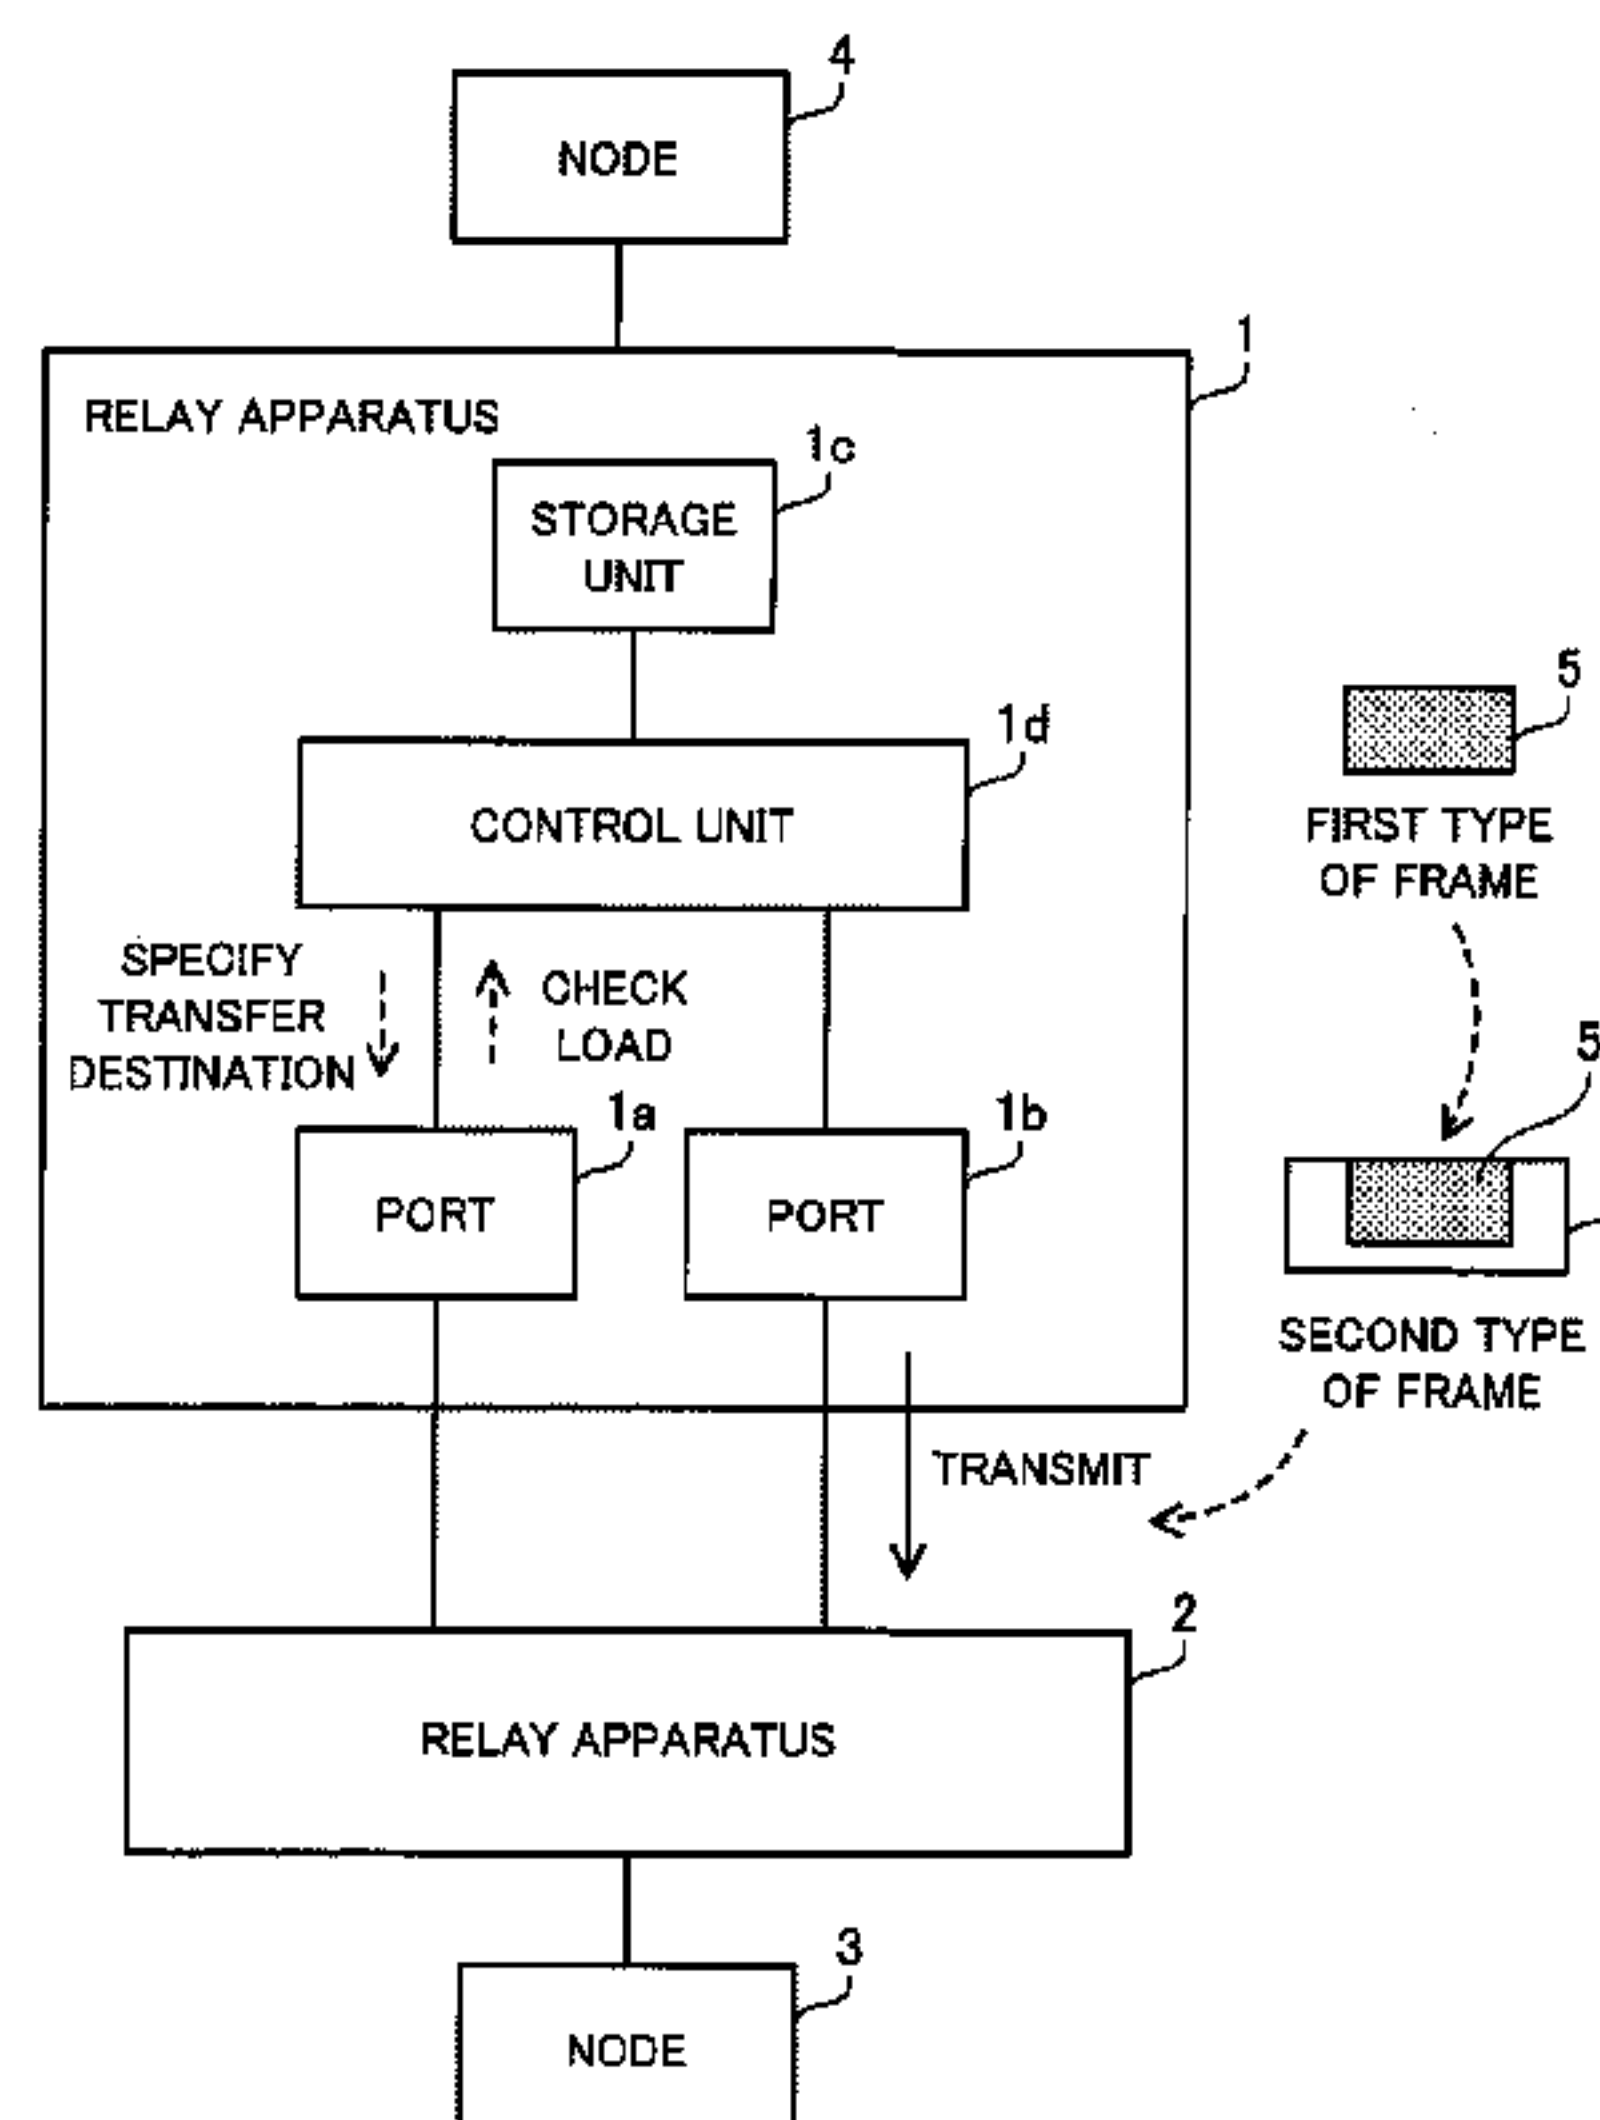 4
NODE
1
RELAY APPARATUS
1c
STORAGE
UNIT
1d
CONTROL UNIT
5
FIRST TYPE
OF FRAME
SPECIFY
TRANSFER
DESTINATION
CHECK
LOAD
5
1a
PORT
1b
PORT
SECOND TYPE
OF FRAME
TRANSMIT
2
RELAY APPARATUS
3
NODE